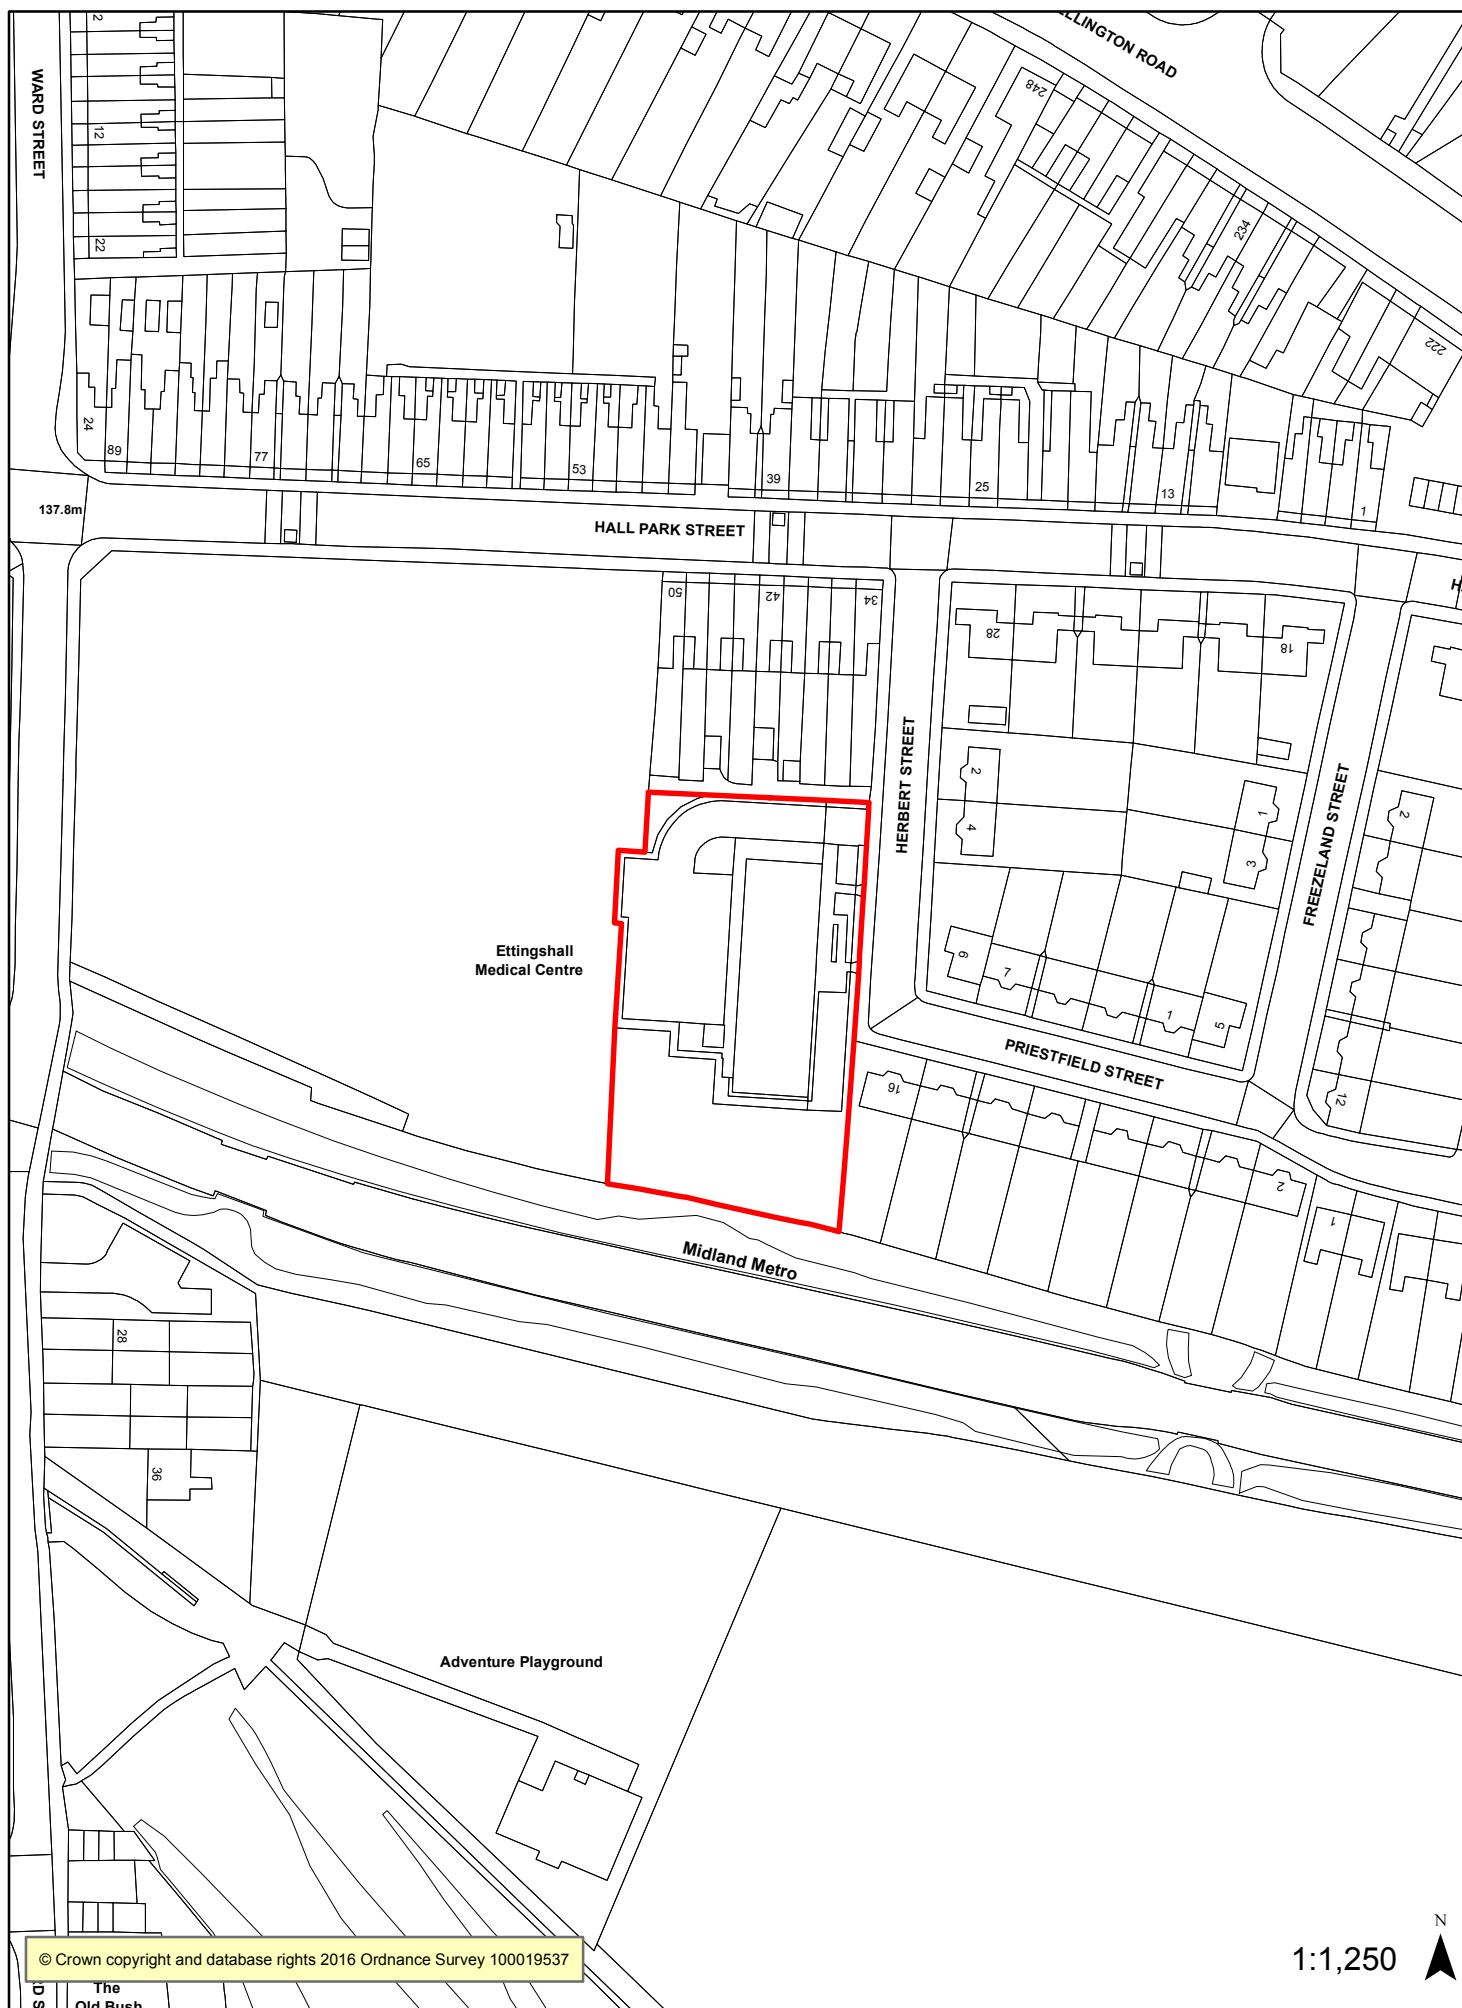 ELLINGTON ROAD
WARD STREET
2
12
22
248
234
222
24
89
77
65
53
39
25
13
1
137.8m
HALL PARK STREET
H
50
42
34
28
18
HERBERT STREET
2
4
1
3
FREEZELAND STREET
2
Ettingshall
Medical Centre
9
7
1
5
12
PRIESTFIELD STREET
16
2
1
Midland Metro
28
36
Adventure Playground
© Crown copyright and database rights 2016 Ordnance Survey 100019537
1:1,250
N
RD S
The
Old Bush